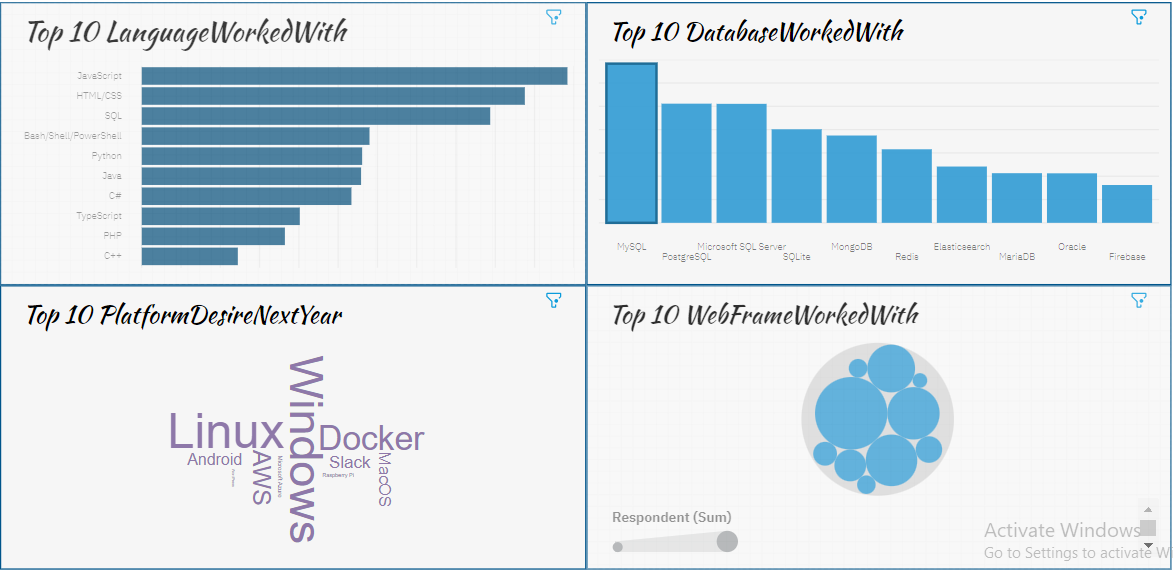 Top 10 LanguageWorkedWith
JavaScript
HTML/CSS
SQL
Bash/Shell/PowerShell
Python
Java
C#
TypeScript
PHP
C++
Top 10 DatabaseWorkedWith
MySQL
PostgreSQL
Microsoft SQL Server
SQLite
MongoDB
Redis
Elasticsearch
MariaDB
Oracle
Firebase
Top 10 PlatformDesireNextYear
Windows
Linux
Docker
Android
AWS
Microsoft Azure
Slack
Raspberry Pi
MacOS
Top 10 WebFrameWorkedWith
Respondent (Sum)
Activate Windows
Go to Settings to activate W